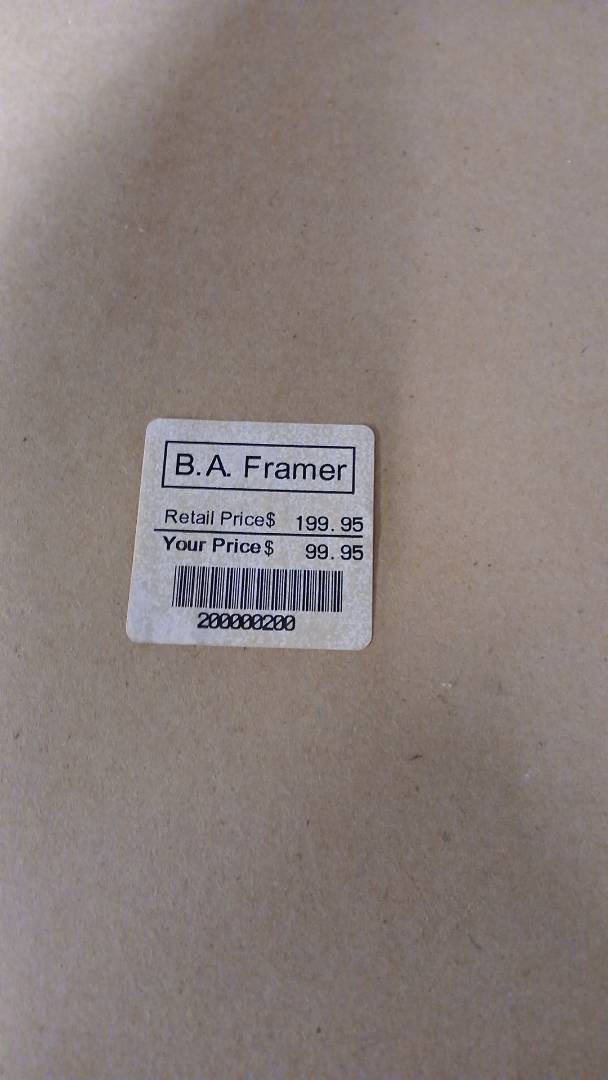 B.A. Framer
Retail Price$ 199.95
Your Price$ 99.95
200000200